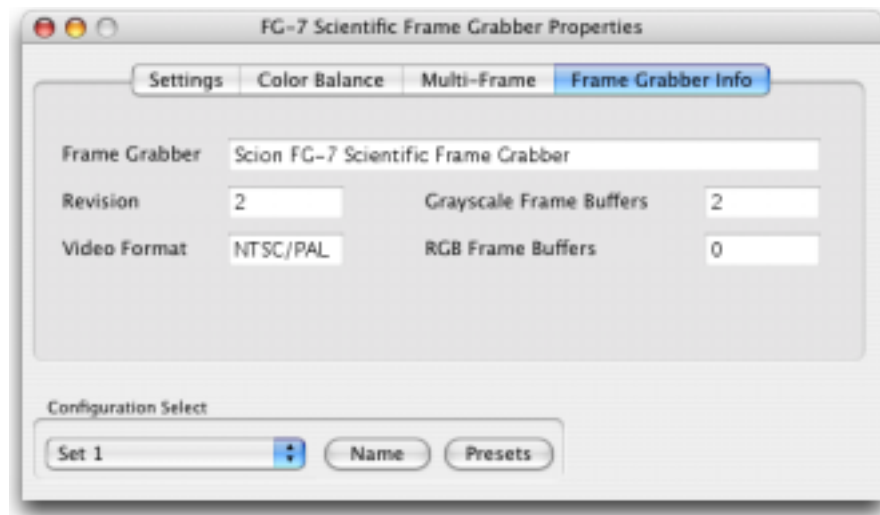 FG-7 Scientific Frame Grabber Properties
Settings Color Balance Multi-Frame Frame Grabber Info
Frame Grabber Scion FG-7 Scientific Frame Grabber
Revision 2 Grayscale Frame Buffers 2
Video Format NTSC/PAL RGB Frame Buffers 0
Configuration Select
Set 1 Name Presets